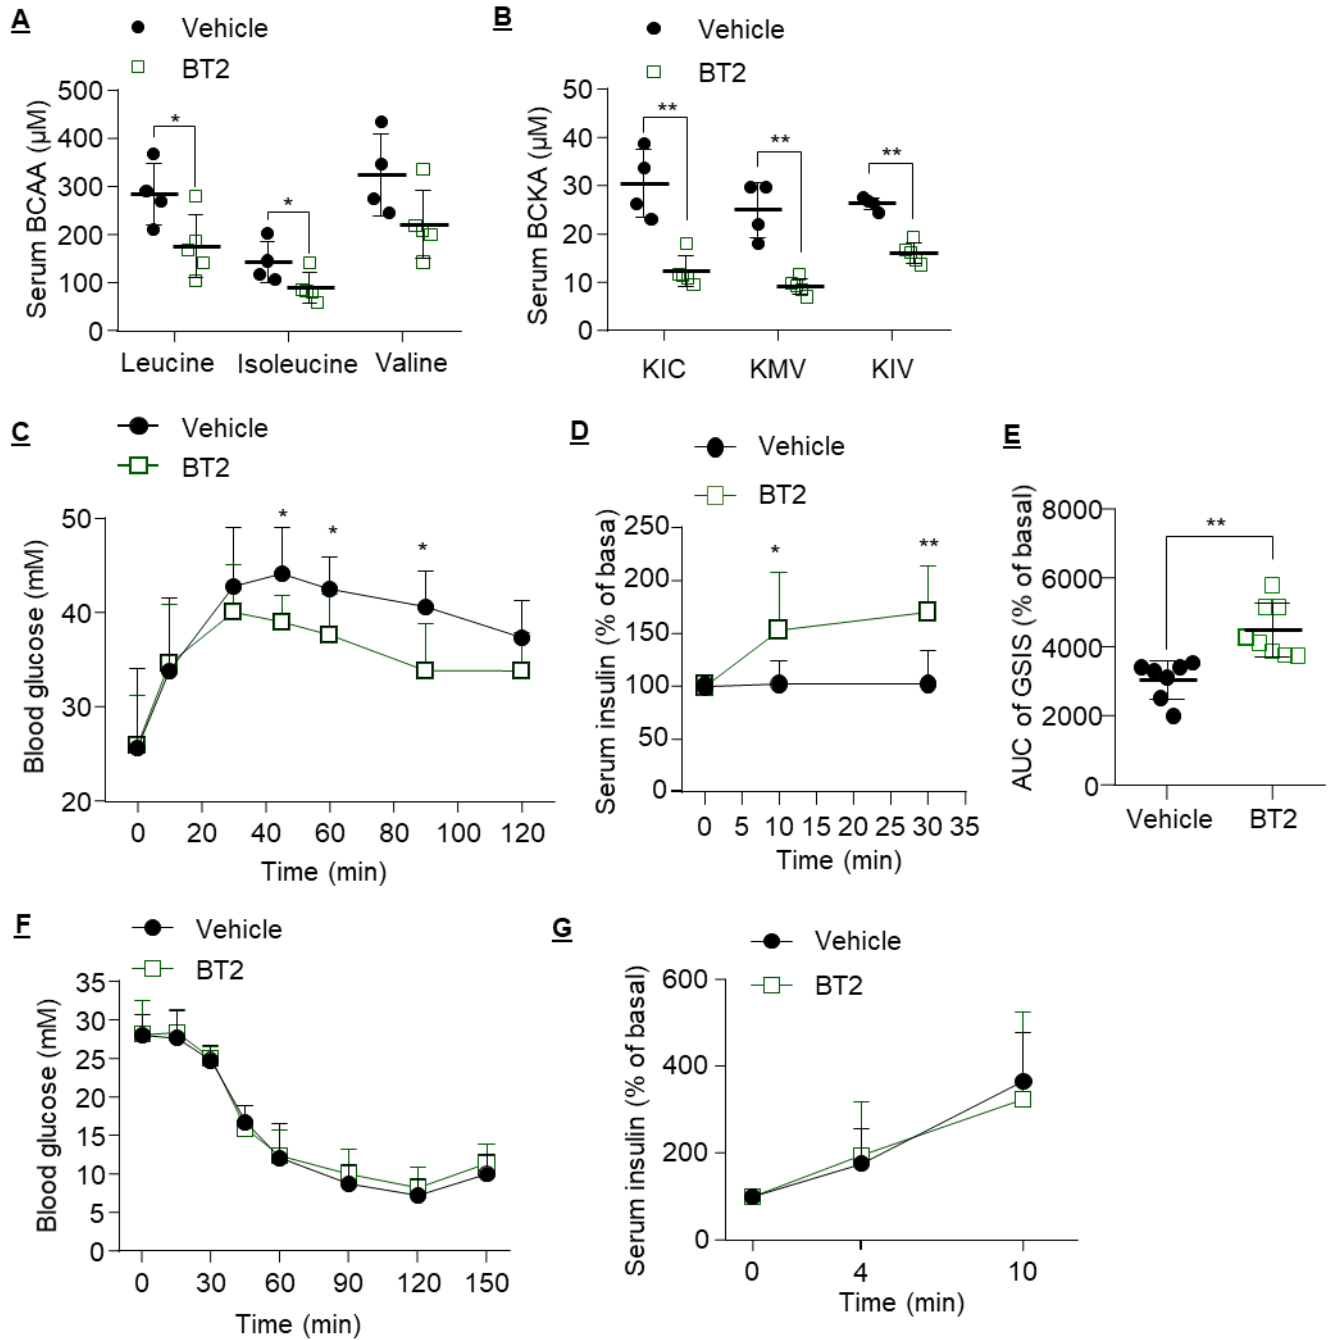 A
Vehicle
BT2
Serum BCAA (µM)
500
400
300
200
100
0
*
*
Leucine
Isoleucine
Valine
B
Vehicle
BT2
Serum BCKA (µM)
50
40
30
20
10
0
**
**
**
KIC
KMV
KIV
C
Vehicle
BT2
Blood glucose (mM)
50
40
30
20
*
*
*
0 20 40 60 80 100 120
Time (min)
D
Vehicle
BT2
Serum insulin (% of basa)
250
200
150
100
50
0
*
**
0 5 10 15 20 25 30 35
Time (min)
E
AUC of GSIS (% of basal)
8000
6000
4000
2000
0
**
Vehicle
BT2
F
Vehicle
BT2
Blood glucose (mM)
35
30
25
20
15
10
5
0
0 30 60 90 120 150
Time (min)
G
Vehicle
BT2
Serum insulin (% of basal)
600
400
200
0
0 4 10
Time (min)